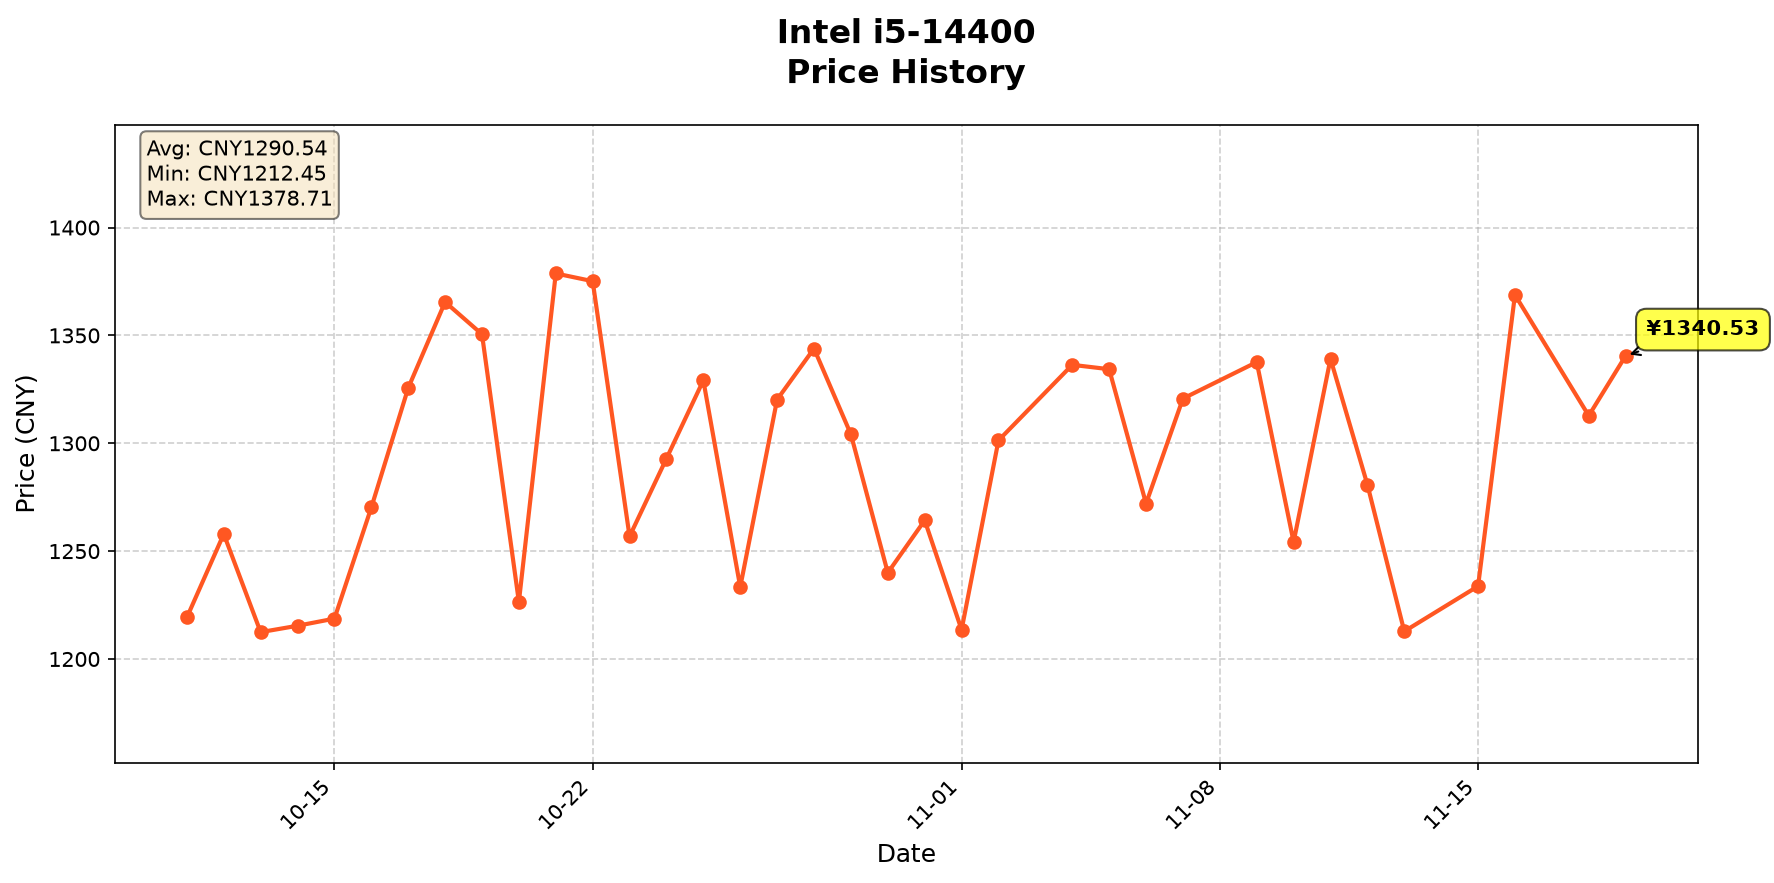 Intel i5-14400
Price History
Avg: CNY1290.54
Min: CNY1212.45
Max: CNY1378.71
1400
1350
1300
1250
1200
Price (CNY)
¥1340.53
10-15
10-22
11-01
11-08
11-15
Date